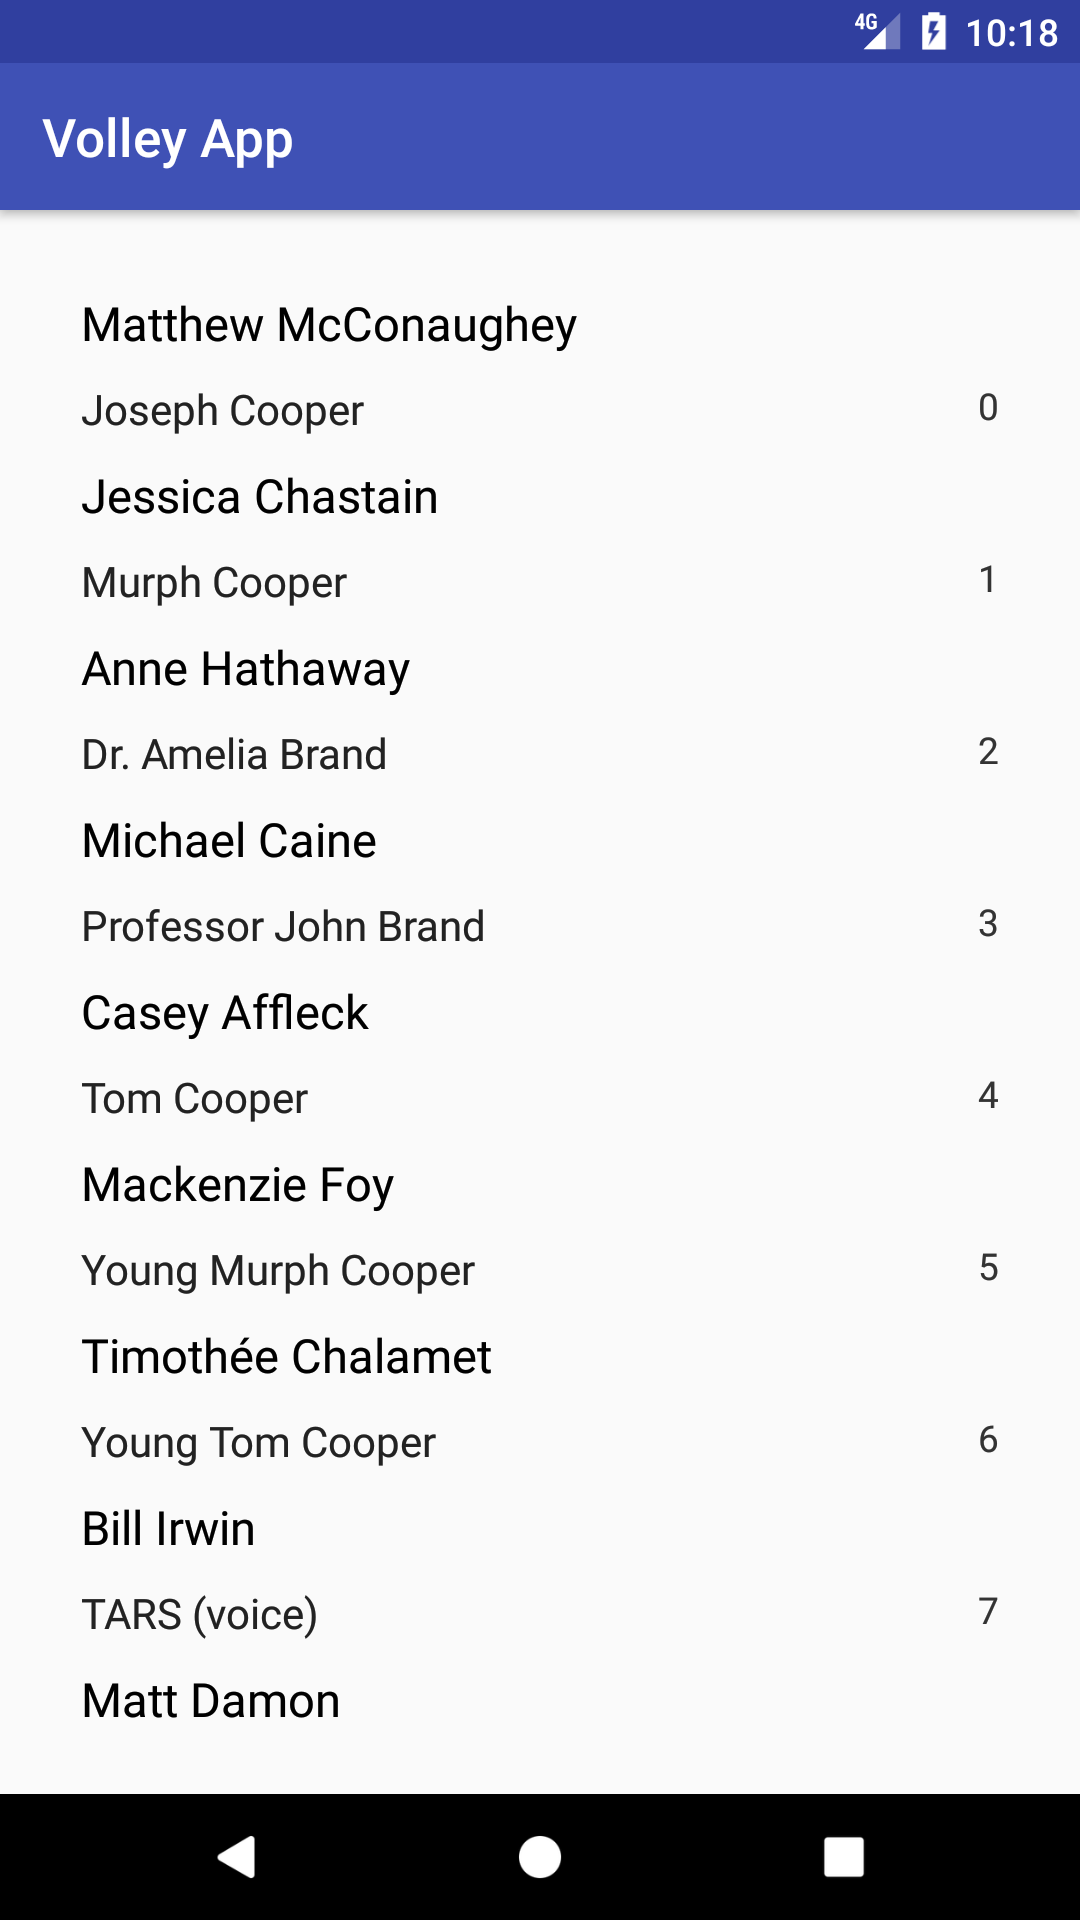 4G 10:18
Volley App
Matthew McConaughey
Joseph Cooper 0
Jessica Chastain
Murph Cooper 1
Anne Hathaway
Dr. Amelia Brand 2
Michael Caine
Professor John Brand 3
Casey Affleck
Tom Cooper 4
Mackenzie Foy
Young Murph Cooper 5
Timothée Chalamet
Young Tom Cooper 6
Bill Irwin
TARS (voice) 7
Matt Damon